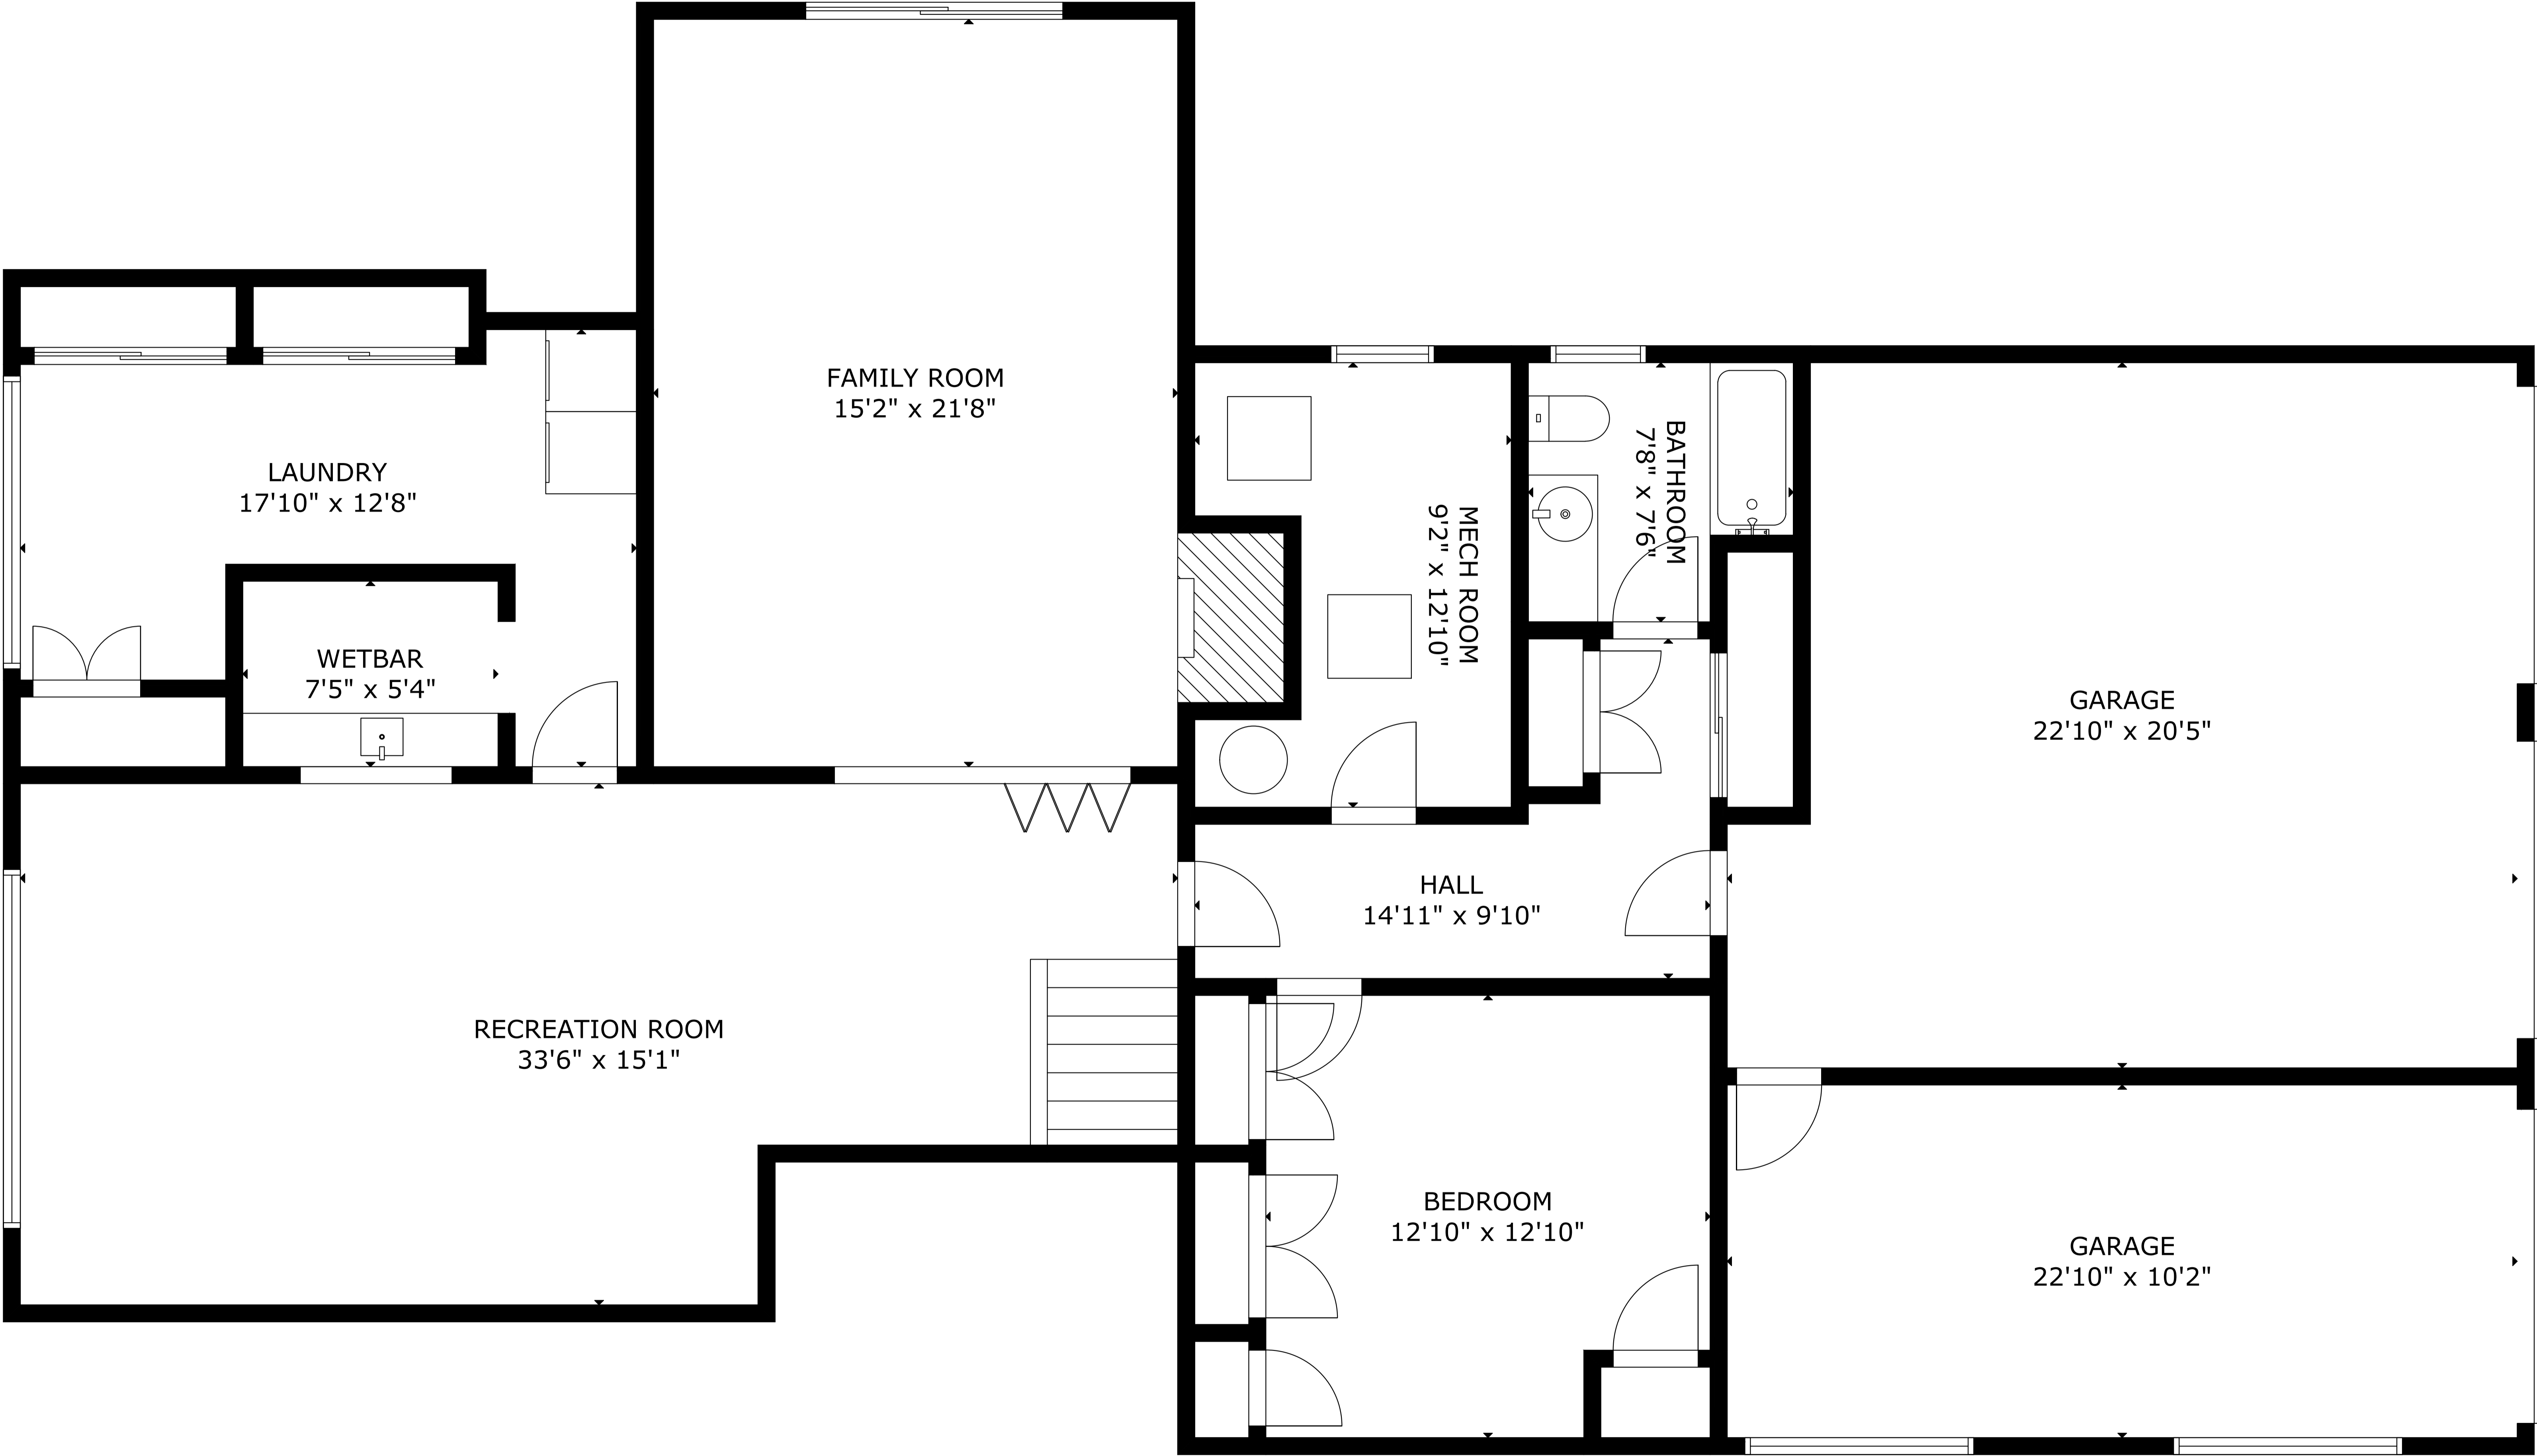 FAMILY ROOM
15'2" x 21'8"
LAUNDRY
17'10" x 12'8"
WETBAR
7'5" x 5'4"
MECH ROOM
9'2" x 12'10"
BATHROOM
7'8" x 7'6"
GARAGE
22'10" x 20'5"
HALL
14'11" x 9'10"
RECREATION ROOM
33'6" x 15'1"
BEDROOM
12'10" x 12'10"
GARAGE
22'10" x 10'2"